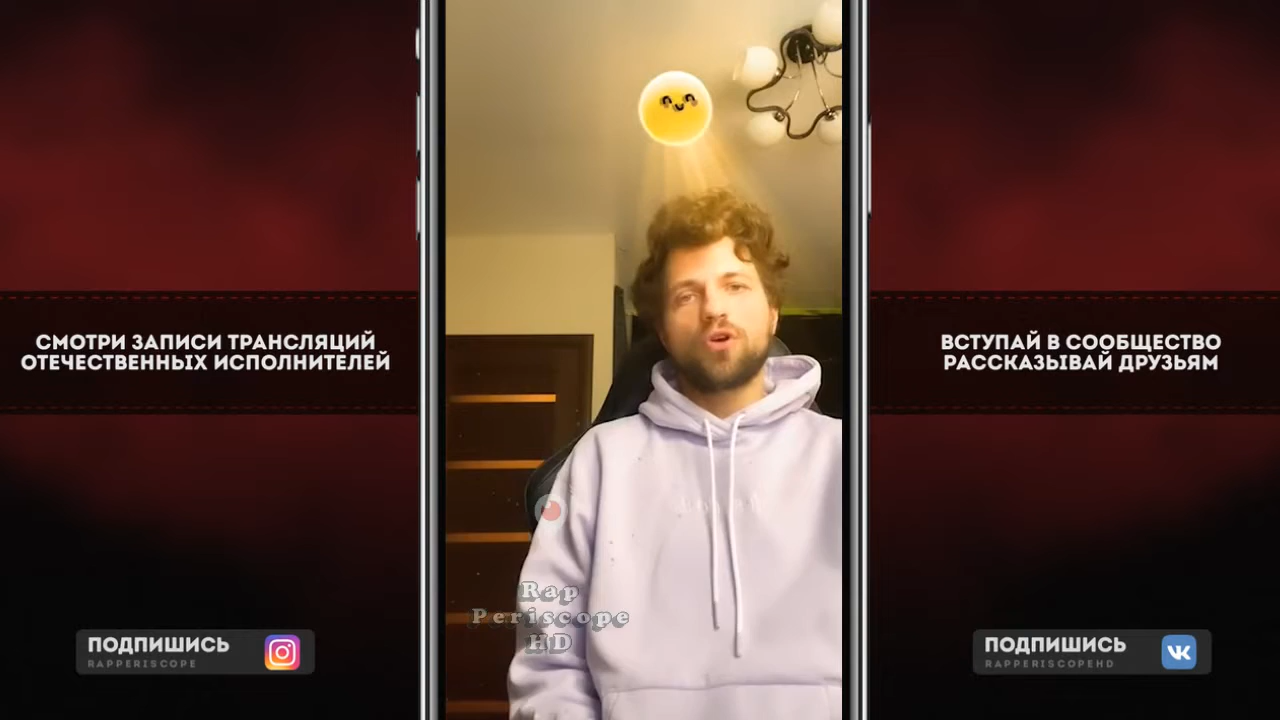 СМОТРИ ЗАПИСИ ТРАНСЛЯЦИЙ
ОТЕЧЕСТВЕННЫХ ИСПОЛНИТЕЛЕЙ
ВСТУПАЙ В СООБЩЕСТВО
РАССКАЗЫВАЙ ДРУЗЬЯМ
Rap
Periscope
HD
ПОДПИШИСЬ
RAPPERISCOPE
ПОДПИШИСЬ
RAPPERISCOPEHD